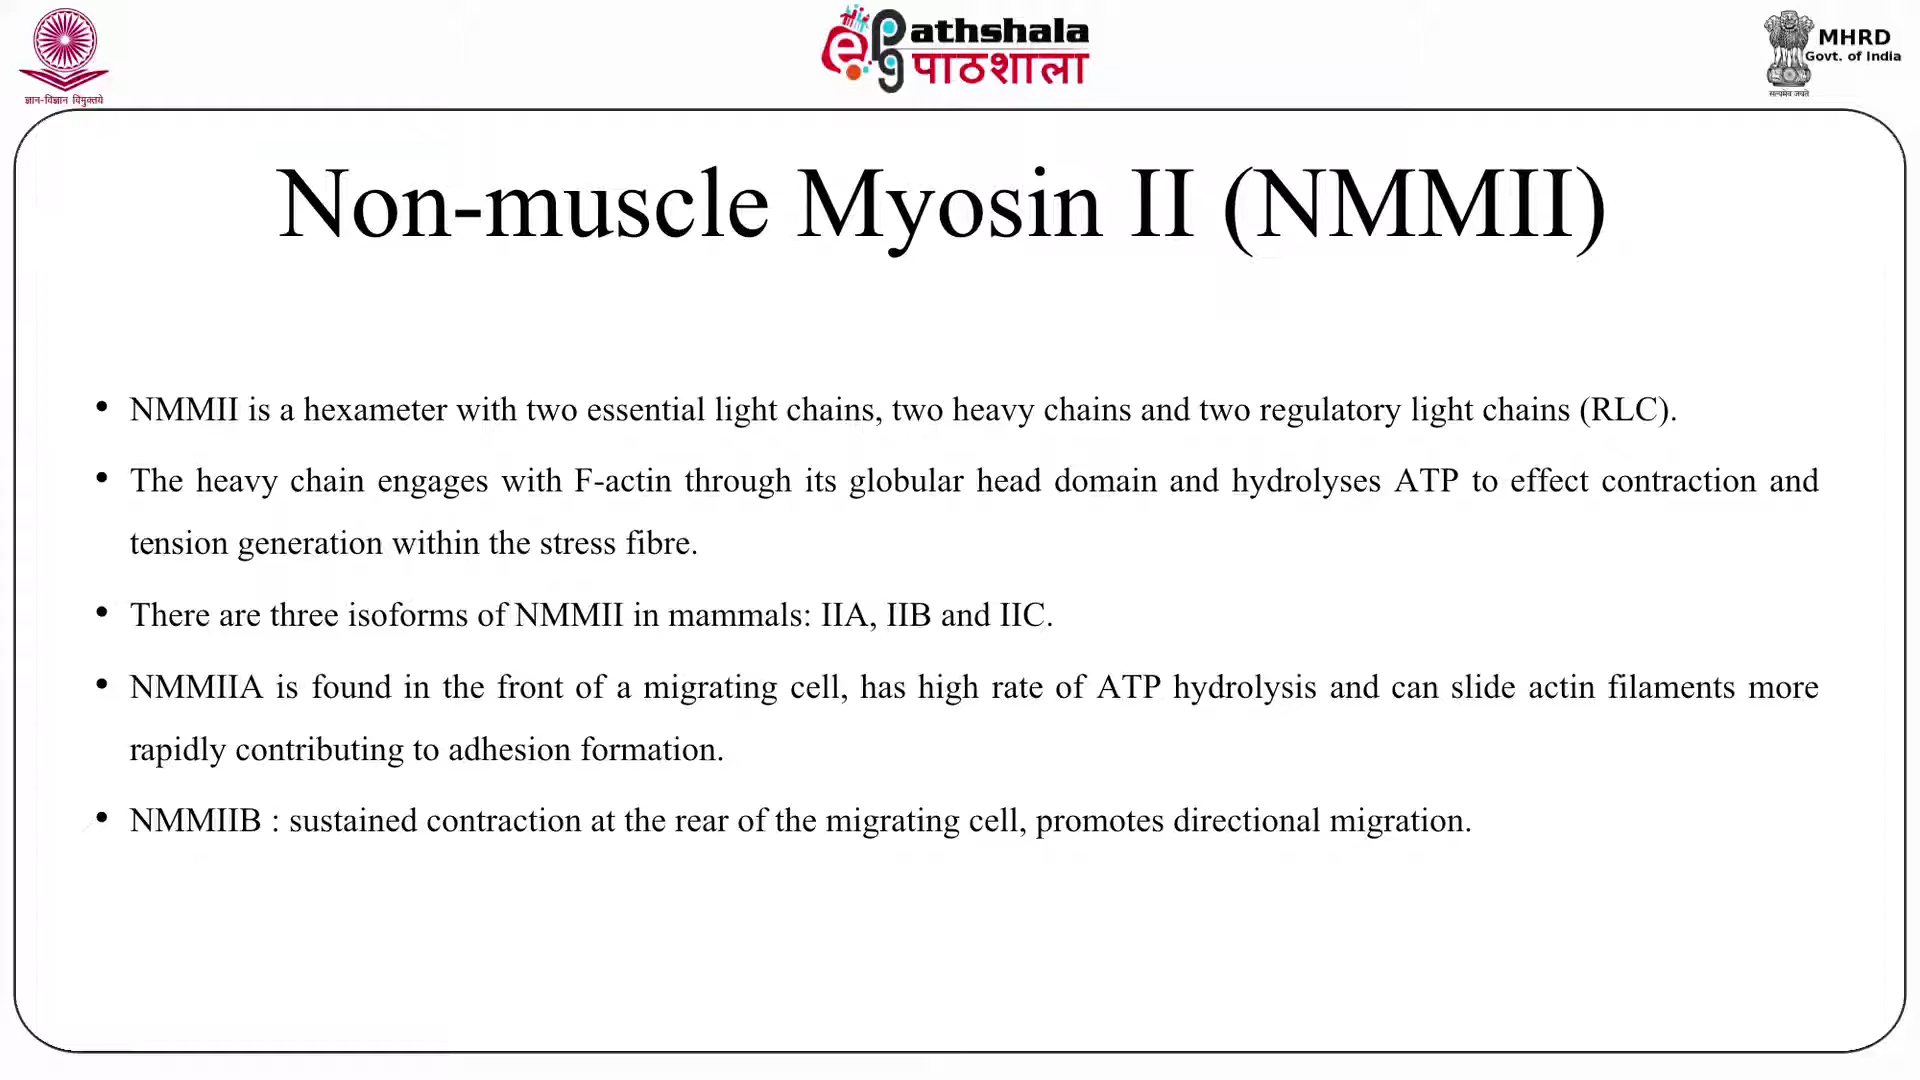 ज्ञान-विज्ञान विमुक्तये
ePg Pathshala
पाठशाला
MHRD
Govt. of India
सत्यमेव जयते
Non-muscle Myosin II (NMMII)
• NMMII is a hexameter with two essential light chains, two heavy chains and two regulatory light chains (RLC).
• The heavy chain engages with F-actin through its globular head domain and hydrolyses ATP to effect contraction and
tension generation within the stress fibre.
• There are three isoforms of NMMII in mammals: IIA, IIB and IIC.
• NMMIIA is found in the front of a migrating cell, has high rate of ATP hydrolysis and can slide actin filaments more
rapidly contributing to adhesion formation.
• NMMIIB : sustained contraction at the rear of the migrating cell, promotes directional migration.